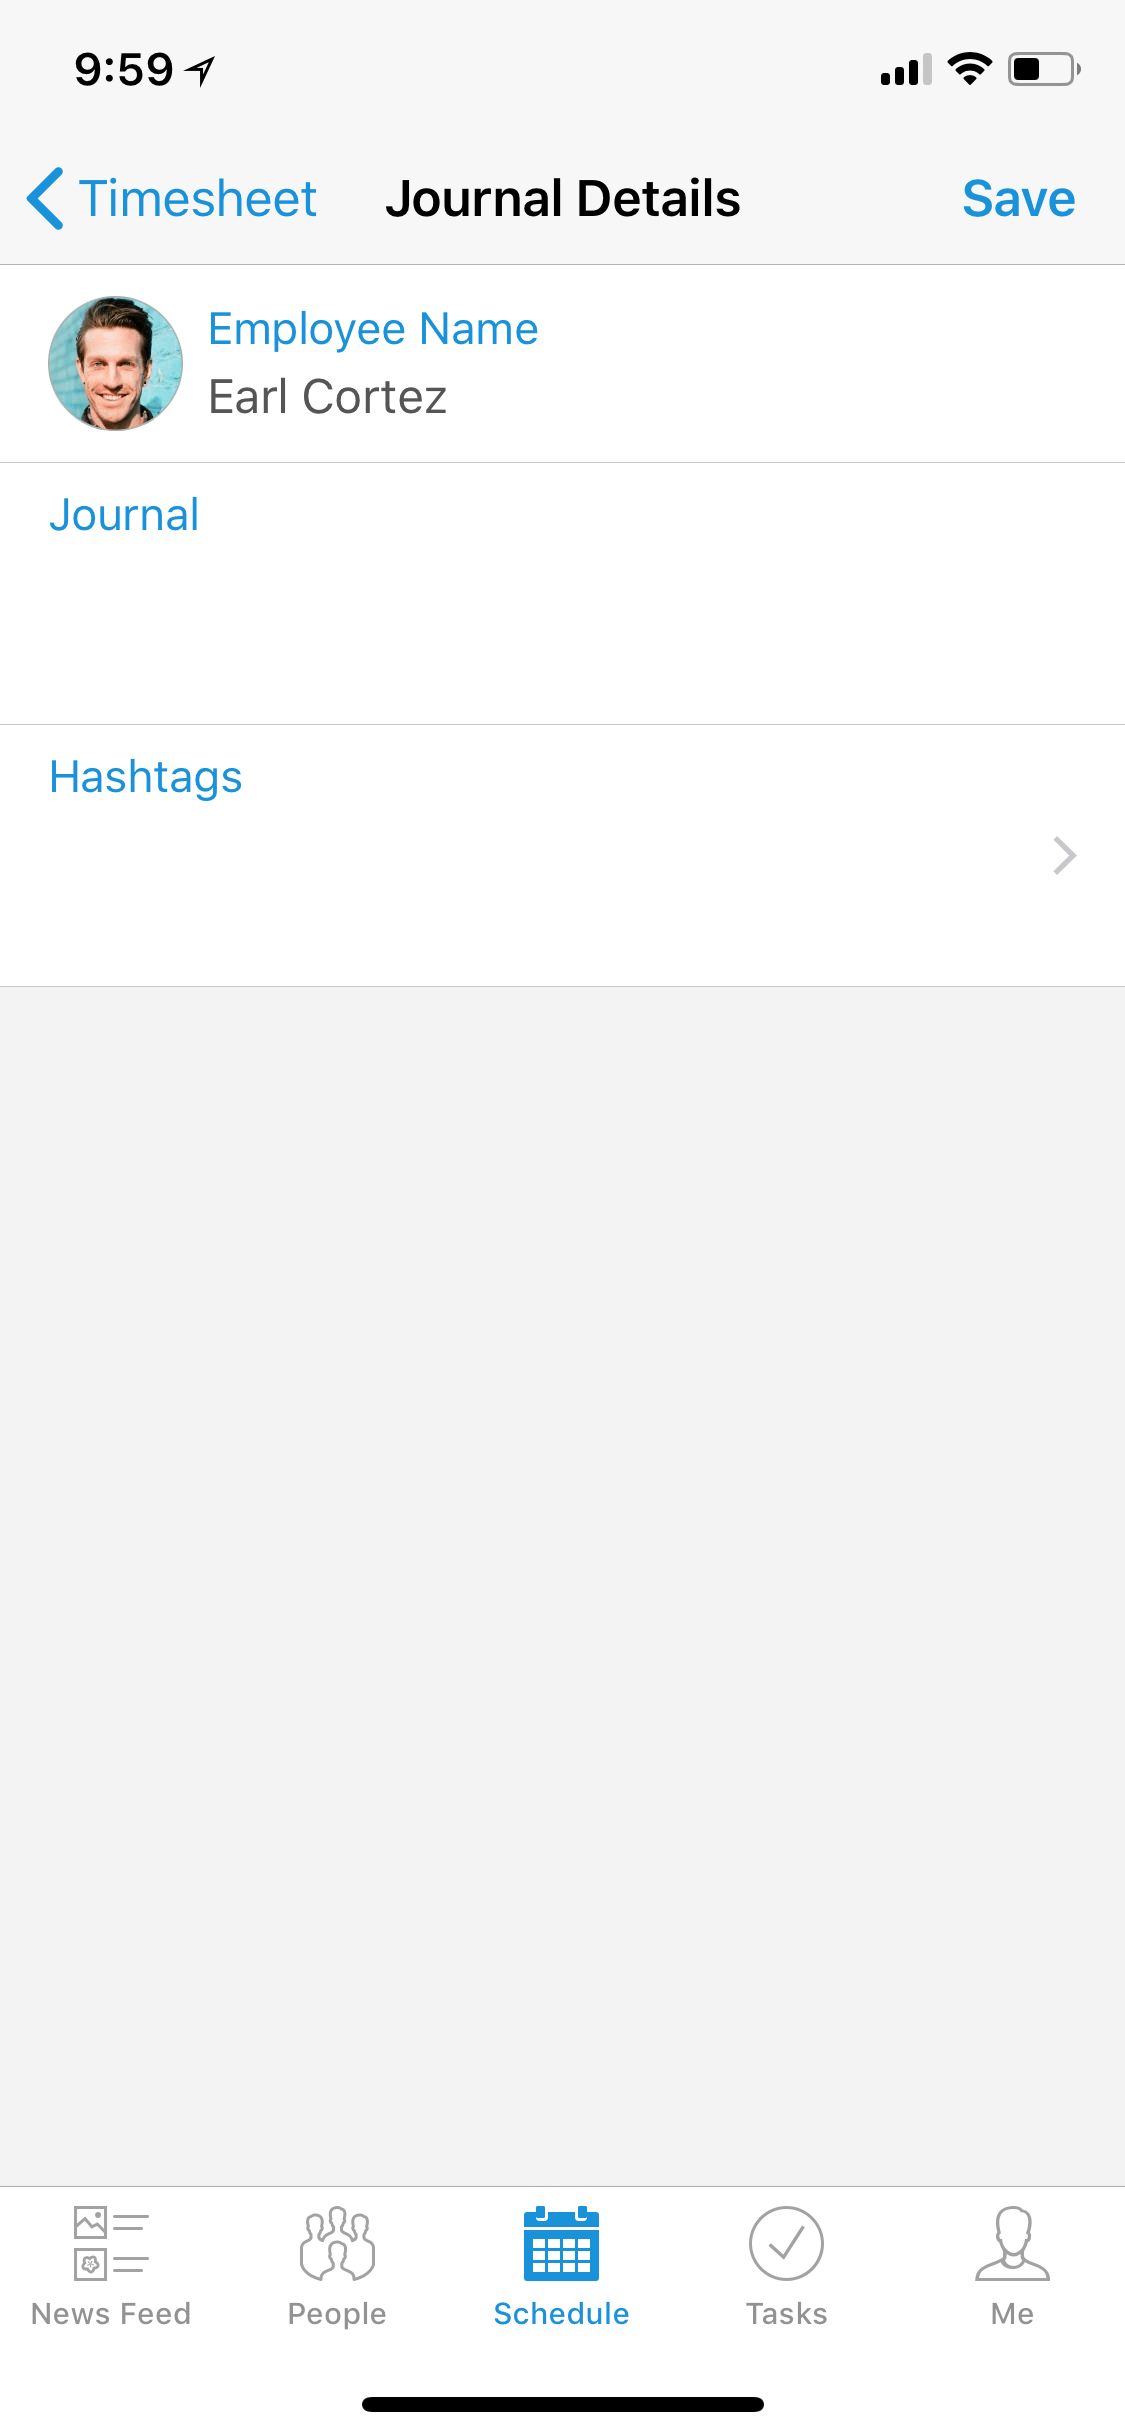 9:59
Timesheet Journal Details Save
Employee Name
Earl Cortez
Journal
Hashtags
News Feed People Schedule Tasks Me